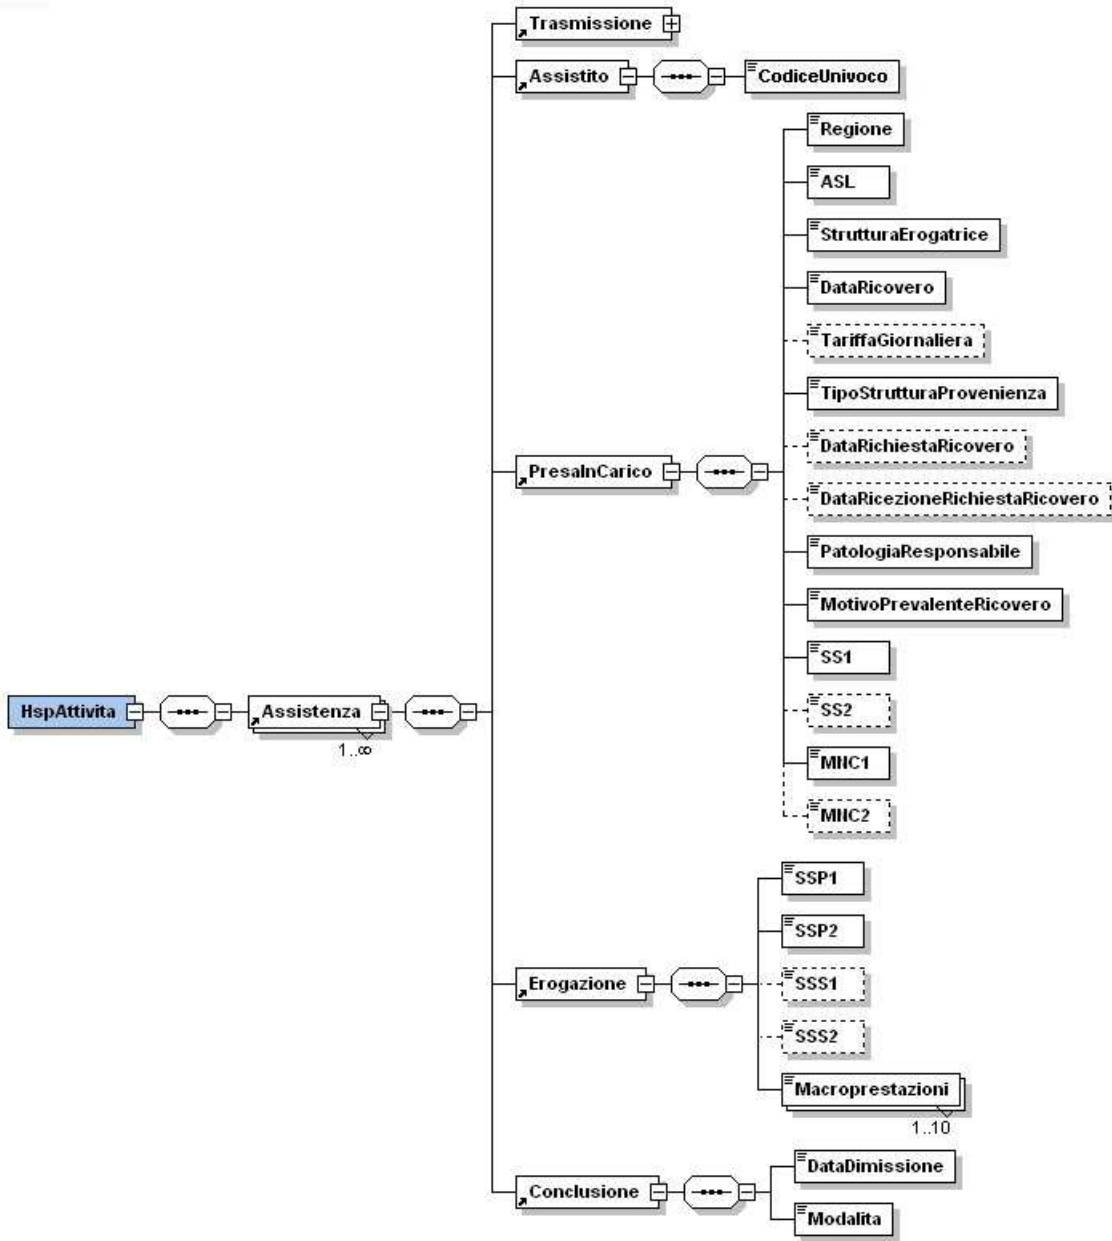 Trasmissione
Assistito
CodiceUnivoco
Regione
ASL
StrutturaErogatrice
DataRicovero
TariffaGiornaliera
TipoStrutturaProvenienza
DataRichiestaRicovero
PresaInCarico
DataRicezioneRichiestaRicovero
PatologiaResponsabile
MotivoPrevalenteRicovero
SS1
SS2
HspAttivita
Assistenza
1..∞
MNC1
MNC2
SSP1
SSP2
Erogazione
SSS1
SSS2
Macroprestazioni
1..10
DataDimissione
Conclusione
Modalita